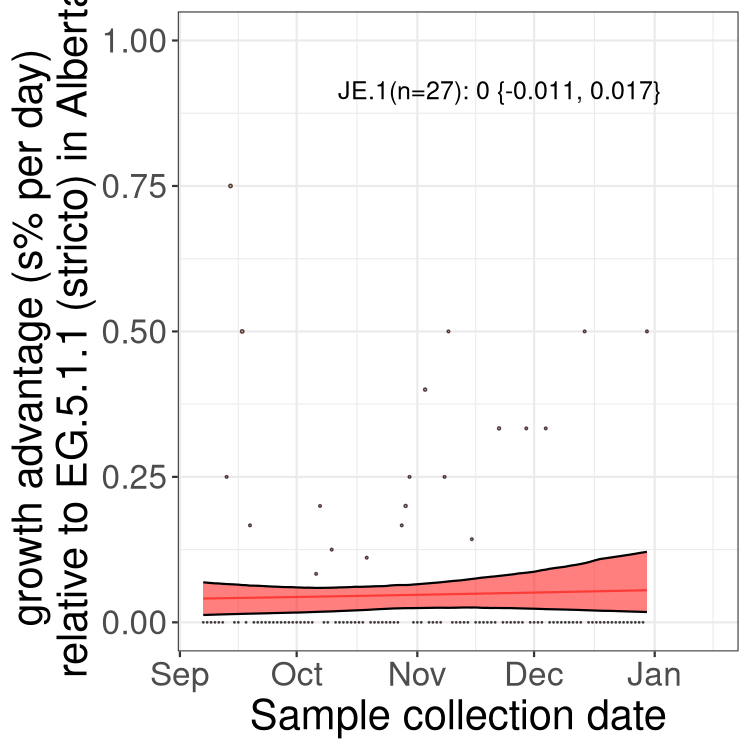 growth advantage (s% per day)
relative to EG.5.1.1 (stricto) in Alberta
1.00
0.75
0.50
0.25
0.00
JE.1(n=27): 0 {-0.011, 0.017}
Sep Oct Nov Dec Jan
Sample collection date